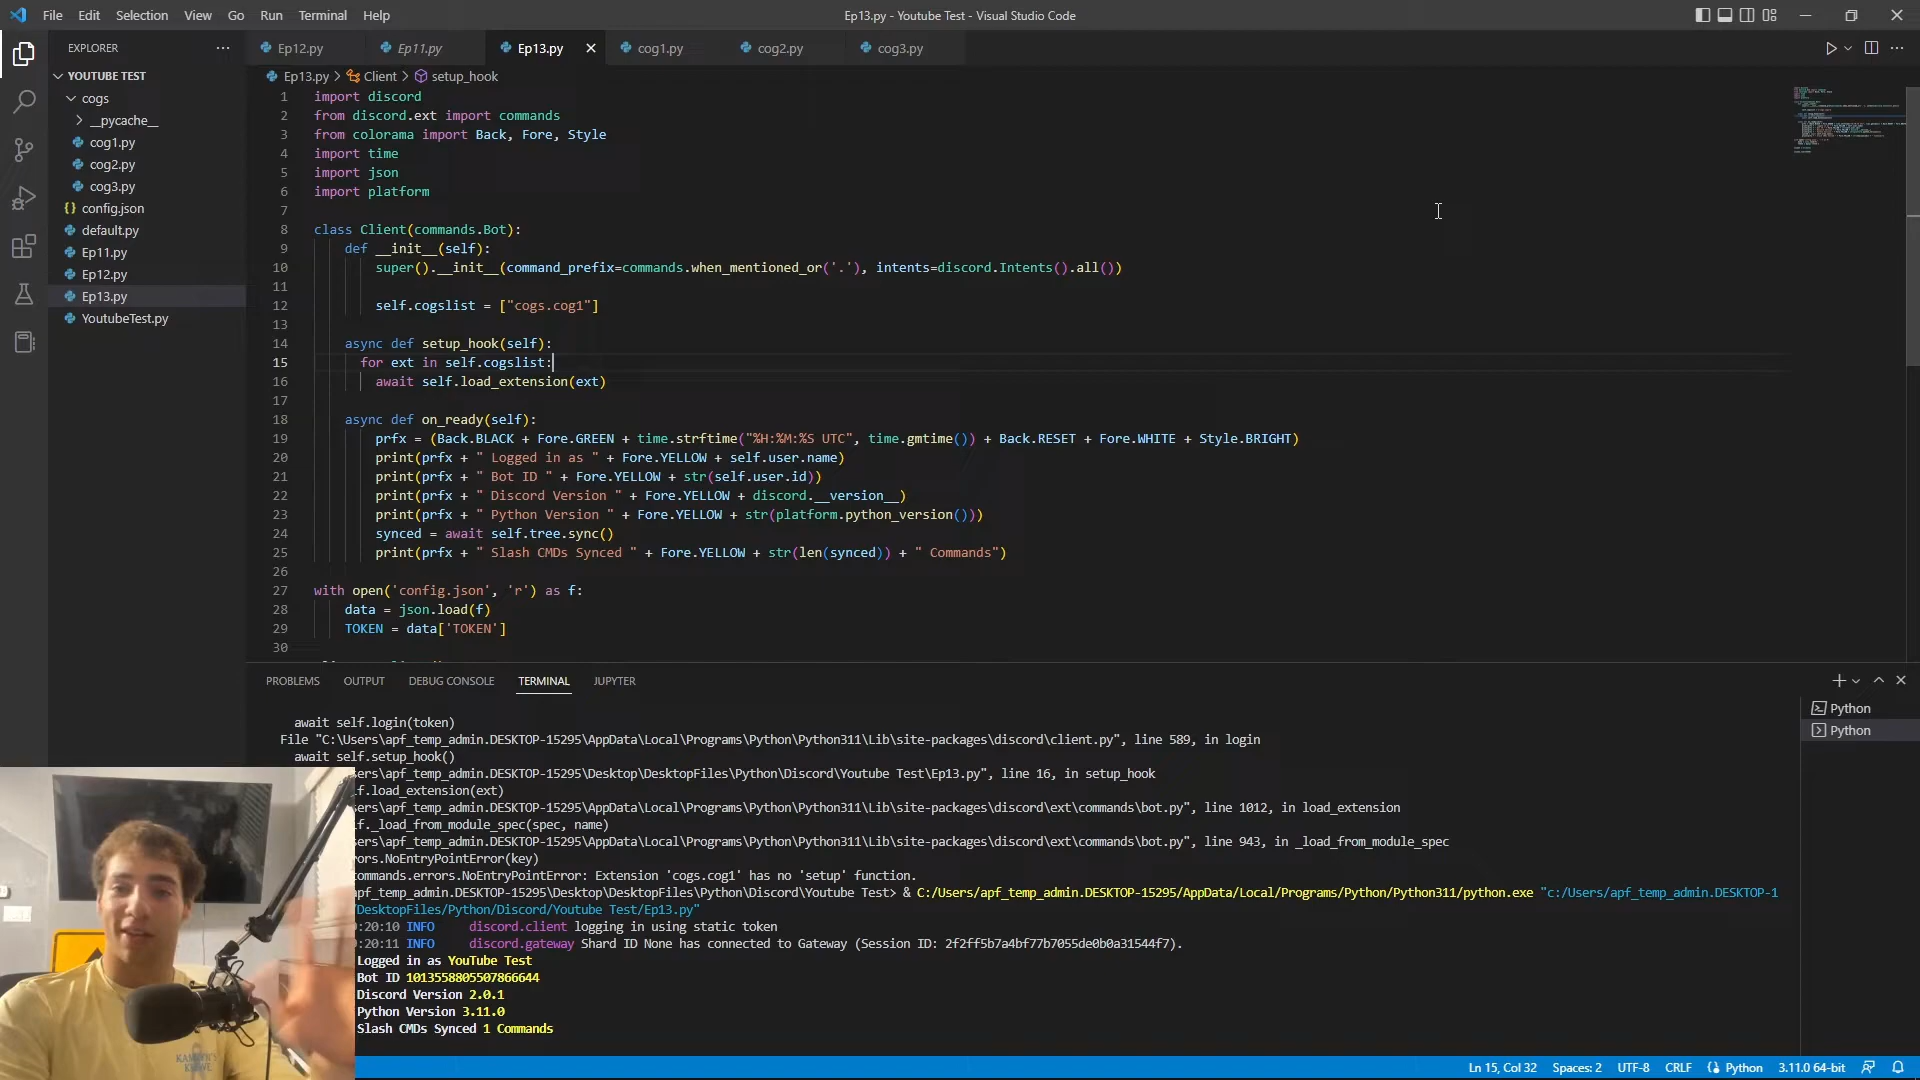 File Edit Selection View Go Run Terminal Help
Ep13.py - Youtube Test - Visual Studio Code
EXPLORER
Ep12.py Ep11.py Ep13.py cog1.py cog2.py cog3.py
YOUTUBE TEST
cogs
__pycache__
cog1.py
cog2.py
cog3.py
config.json
default.py
Ep11.py
Ep12.py
Ep13.py
YoutubeTest.py
Ep13.py > Client > setup_hook
1 import discord
2 from discord.ext import commands
3 from colorama import Back, Fore, Style
4 import time
5 import json
6 import platform
7
8 class Client(commands.Bot):
9 def __init__(self):
10 super().__init__(command_prefix=commands.when_mentioned_or('.'), intents=discord.Intents().all())
11
12 self.cogslist = ["cogs.cog1"]
13
14 async def setup_hook(self):
15 for ext in self.cogslist:
16 await self.load_extension(ext)
17
18 async def on_ready(self):
19 prfx = (Back.BLACK + Fore.GREEN + time.strftime("%H:%M:%S UTC", time.gmtime()) + Back.RESET + Fore.WHITE + Style.BRIGHT)
20 print(prfx + " Logged in as " + Fore.YELLOW + self.user.name)
21 print(prfx + " Bot ID " + Fore.YELLOW + str(self.user.id))
22 print(prfx + " Discord Version " + Fore.YELLOW + discord.__version__)
23 print(prfx + " Python Version " + Fore.YELLOW + str(platform.python_version()))
24 synced = await self.tree.sync()
25 print(prfx + " Slash CMDs Synced " + Fore.YELLOW + str(len(synced)) + " Commands")
26
27 with open('config.json', 'r') as f:
28 data = json.load(f)
29 TOKEN = data['TOKEN']
30
PROBLEMS OUTPUT DEBUG CONSOLE TERMINAL JUPYTER
Python
Python
await self.login(token)
File "C:\Users\apf_temp_admin.DESKTOP-15295\AppData\Local\Programs\Python\Python311\Lib\site-packages\discord\client.py", line 589, in login
await self.setup_hook()
ers\apf_temp_admin.DESKTOP-15295\Desktop\DesktopFiles\Python\Discord\Youtube Test\Ep13.py", line 16, in setup_hook
lf.load_extension(ext)
ers\apf_temp_admin.DESKTOP-15295\AppData\Local\Programs\Python\Python311\Lib\site-packages\discord\ext\commands\bot.py", line 1012, in load_extension
lf._load_from_module_spec(spec, name)
ers\apf_temp_admin.DESKTOP-15295\AppData\Local\Programs\Python\Python311\Lib\site-packages\discord\ext\commands\bot.py", line 943, in _load_from_module_spec
rors.NoEntryPointError(key)
commands.errors.NoEntryPointError: Extension 'cogs.cog1' has no 'setup' function.
apf_temp_admin.DESKTOP-15295\Desktop\DesktopFiles\Python\Discord\Youtube Test> & C:/Users/apf_temp_admin.DESKTOP-15295/AppData/Local/Programs/Python/Python311/python.exe "c:/Users/apf_temp_admin.DESKTOP-1
/DesktopFiles/Python/Discord/Youtube Test/Ep13.py"
:20:10 INFO discord.client logging in using static token
:20:11 INFO discord.gateway Shard ID None has connected to Gateway (Session ID: 2f2ff5b7a4bf77b7055de0b0a31544f7).
Logged in as YouTube Test
Bot ID 1013558805507866644
Discord Version 2.0.1
Python Version 3.11.0
Slash CMDs Synced 1 Commands
Ln 15, Col 32 Spaces: 2 UTF-8 CRLF Python 3.11.0 64-bit